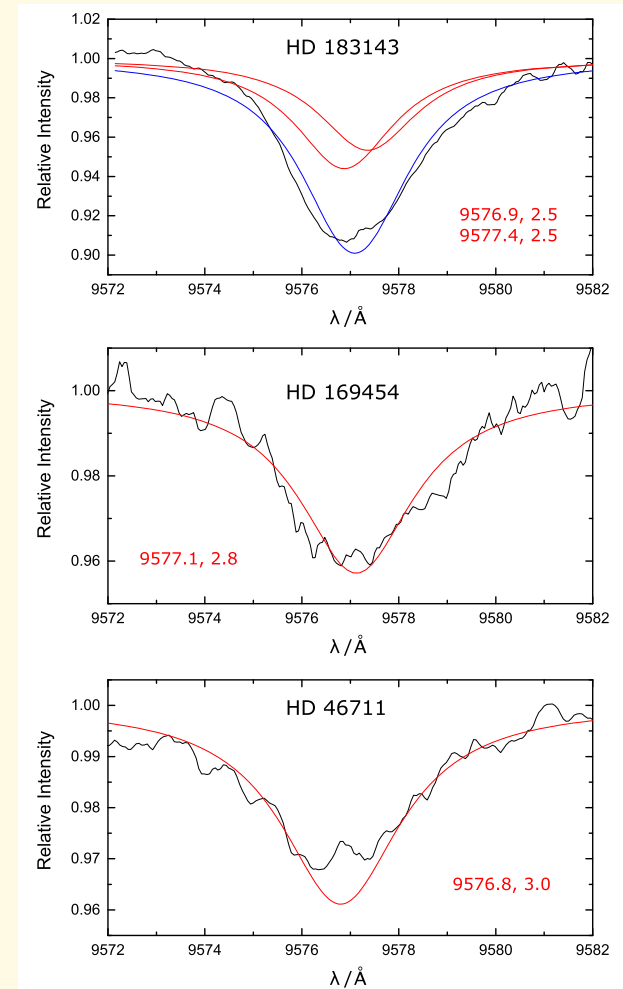 HD 183143
Relative Intensity
1.02
1.00
0.98
0.96
0.94
0.92
0.90
9576.9, 2.5
9577.4, 2.5
9572 9574 9576 9578 9580 9582
λ / Å
HD 169454
Relative Intensity
1.00
0.98
0.96
9577.1, 2.8
9572 9574 9576 9578 9580 9582
λ / Å
HD 46711
Relative Intensity
1.00
0.99
0.98
0.97
0.96
9576.8, 3.0
9572 9574 9576 9578 9580 9582
λ / Å